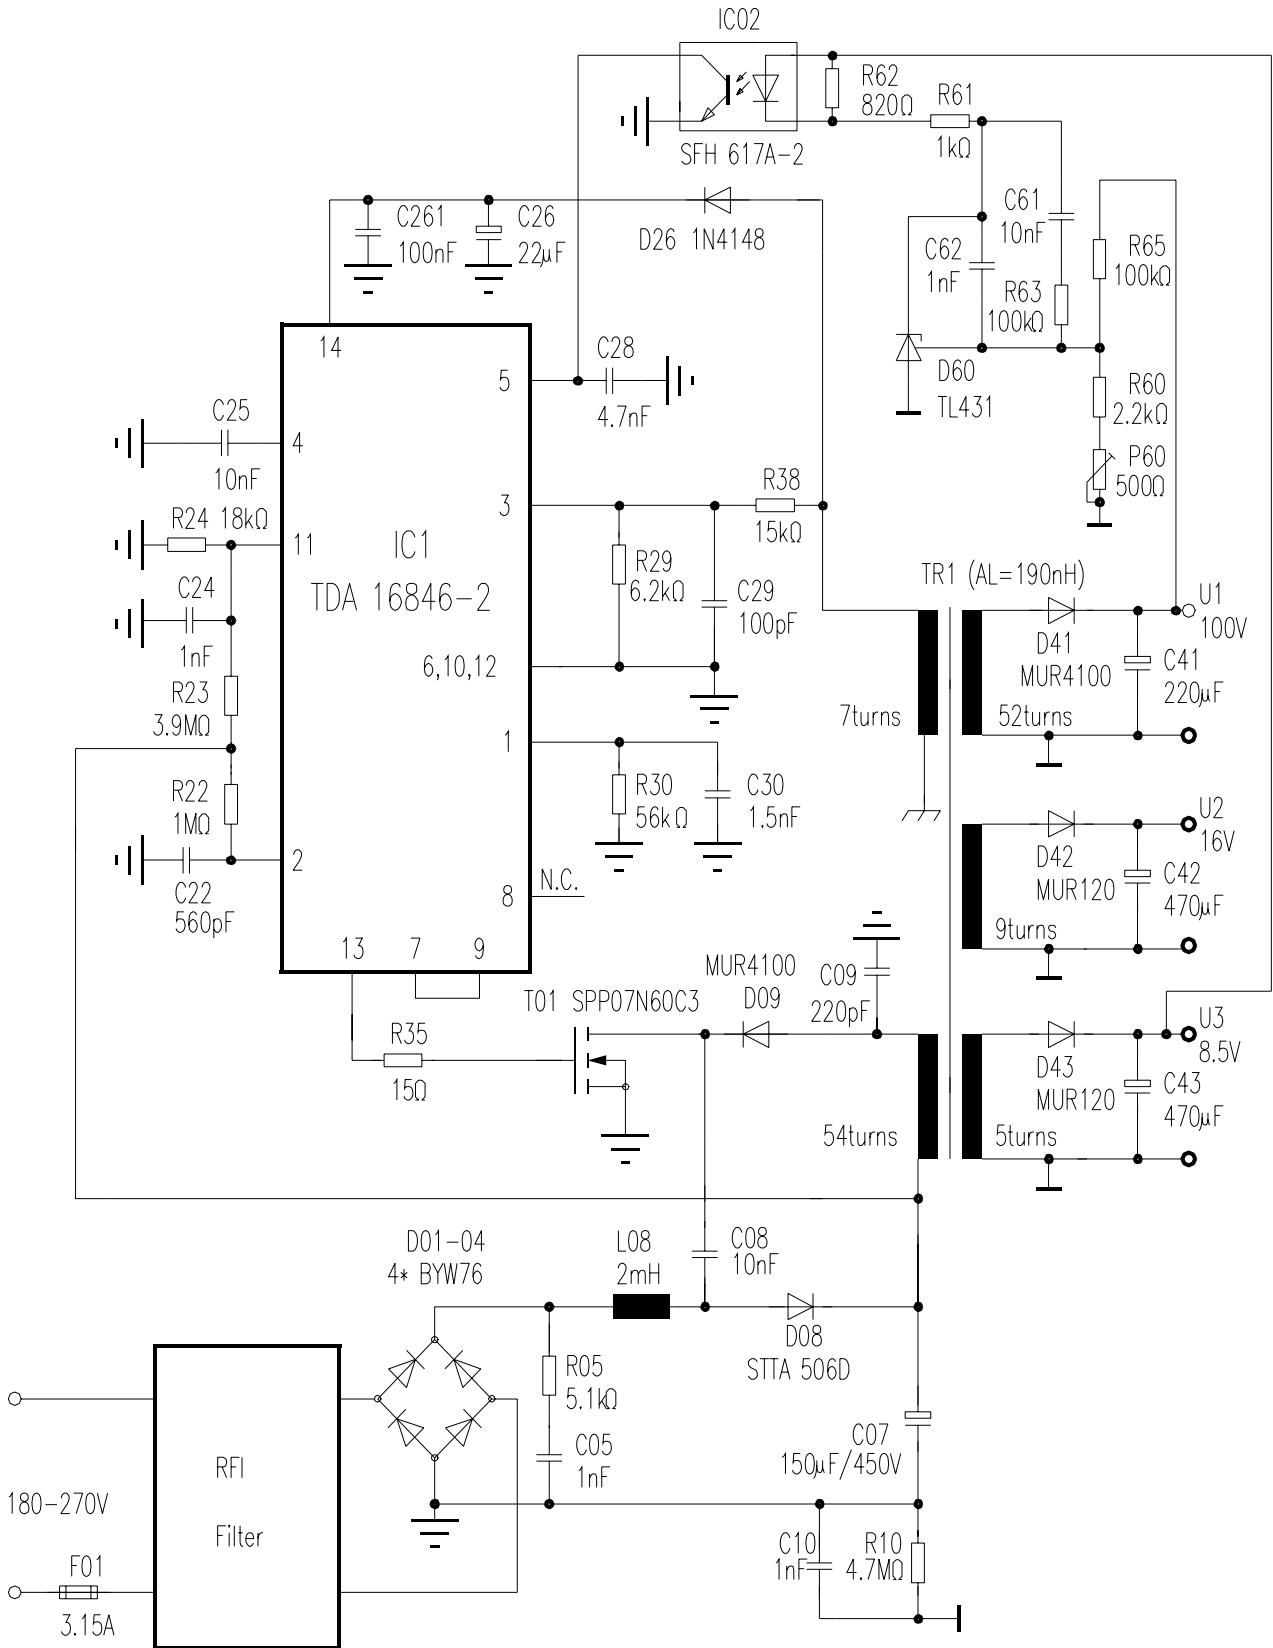 IC02
SFH 617A-2
R62
820Ω
R61
1kΩ
C261
100nF
C26
22µF
D26 1N4148
C62
1nF
C61
10nF
R63
100kΩ
R65
100kΩ
D60
TL431
R60
2.2kΩ
P60
500Ω
14
5
C28
4.7nF
C25
10nF
4
3
R38
15kΩ
R24 18kΩ
11
IC1
TDA 16846-2
R29
6.2kΩ
C29
100pF
C24
1nF
6,10,12
R23
3.9MΩ
1
R22
1MΩ
R30
56kΩ
C30
1.5nF
2
C22
560pF
8
N.C.
13
7
9
TR1 (AL=190nH)
7turns
52turns
D41
MUR4100
U1
100V
C41
220µF
U2
16V
D42
MUR120
C42
470µF
9turns
MUR4100
D09
C09
220pF
T01 SPP07N60C3
R35
15Ω
54turns
5turns
D43
MUR120
U3
8.5V
C43
470µF
D01-04
4* BYW76
L08
2mH
C08
10nF
D08
STTA 506D
R05
5.1kΩ
C05
1nF
C07
150µF/450V
RFI
Filter
180-270V
F01
3.15A
C10
1nF
R10
4.7MΩ